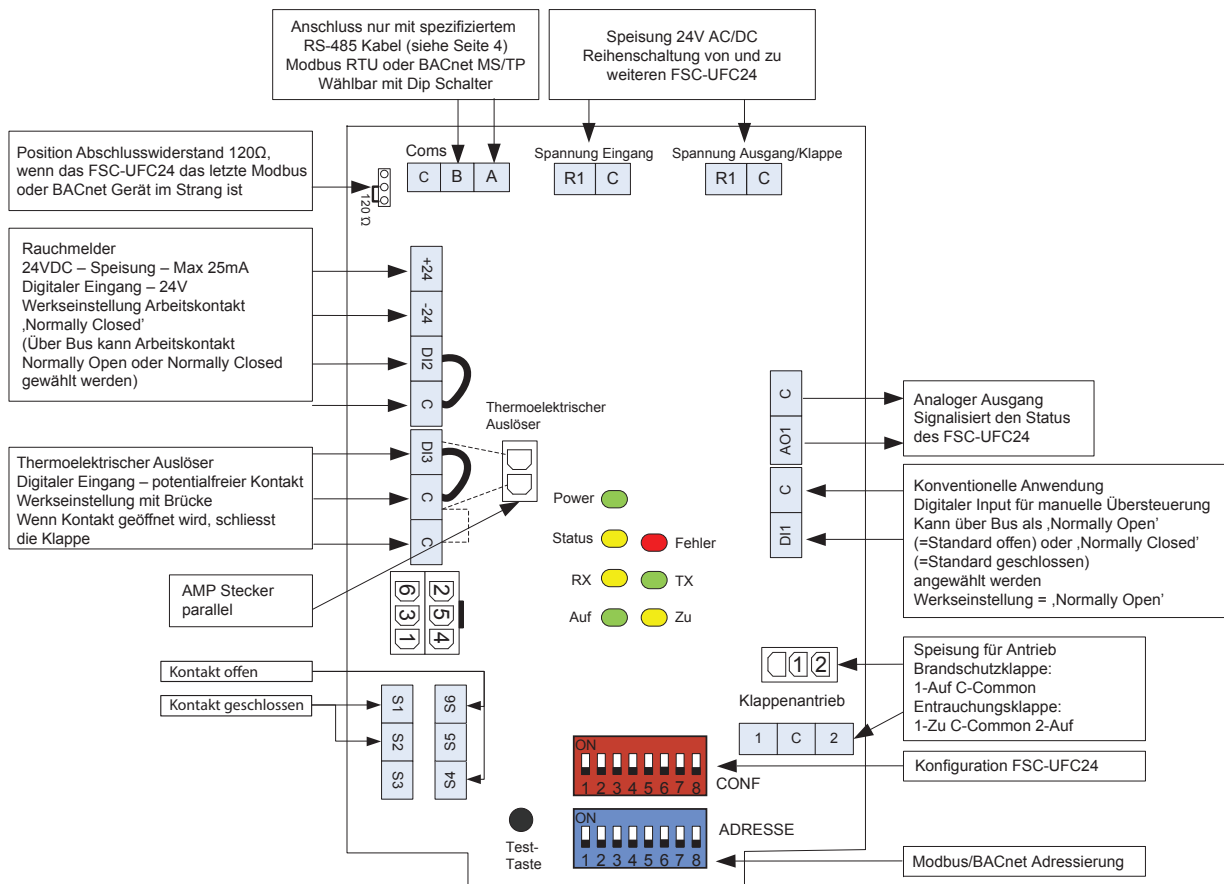 Anschluss nur mit spezifiziertem
RS-485 Kabel (siehe Seite 4)
Modbus RTU oder BACnet MS/TP
Wählbar mit Dip Schalter
Speisung 24V AC/DC
Reihenschaltung von und zu
weiteren FSC-UFC24
Position Abschlusswiderstand 120Ω,
wenn das FSC-UFC24 das letzte Modbus
oder BACnet Gerät im Strang ist
120 Ω
Coms
C B A
Spannung Eingang
R1 C
Spannung Ausgang/Klappe
R1 C
Rauchmelder
24VDC – Speisung – Max 25mA
Digitaler Eingang – 24V
Werkseinstellung Arbeitskontakt
‚Normally Closed’
(Über Bus kann Arbeitskontakt
Normally Open oder Normally Closed
gewählt werden)
+24
-24
DI2
C
DI3
C
C
Thermoelektrischer
Auslöser
Thermoelektrischer Auslöser
Digitaler Eingang – potentialfreier Kontakt
Werkseinstellung mit Brücke
Wenn Kontakt geöffnet wird, schliesst
die Klappe
AMP Stecker
parallel
Power
Status
Fehler
RX
TX
Auf
Zu
C
AO1
C
DI1
Analoger Ausgang
Signalisiert den Status
des FSC-UFC24
Konventionelle Anwendung
Digitaler Input für manuelle Übersteuerung
Kann über Bus als ‚Normally Open’
(=Standard offen) oder ‚Normally Closed’
(=Standard geschlossen)
angewählt werden
Werkseinstellung = ‚Normally Open’
6 3 1
2 5 4
Kontakt offen
Kontakt geschlossen
S1
S2
S3
S6
S5
S4
1 2
Klappenantrieb
1 C 2
Speisung für Antrieb
Brandschutzklappe:
1-Auf C-Common
Entrauchungsklappe:
1-Zu C-Common 2-Auf
ON
1 2 3 4 5 6 7 8
CONF
Konfiguration FSC-UFC24
ON
1 2 3 4 5 6 7 8
ADRESSE
Modbus/BACnet Adressierung
Test-
Taste